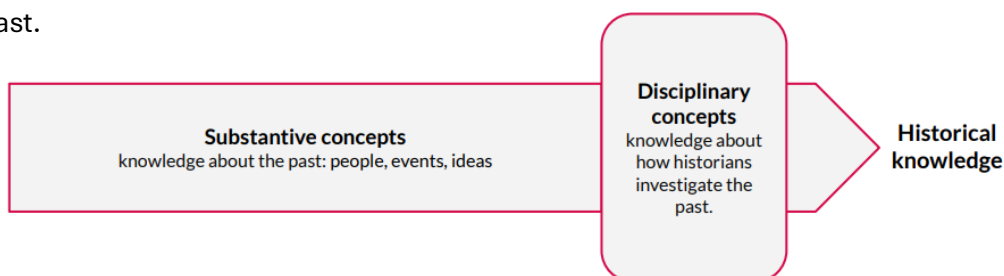 ast.
Substantive concepts
knowledge about the past: people, events, ideas
Disciplinary
concepts
knowledge about
how historians
investigate the
past.
Historical
knowledge